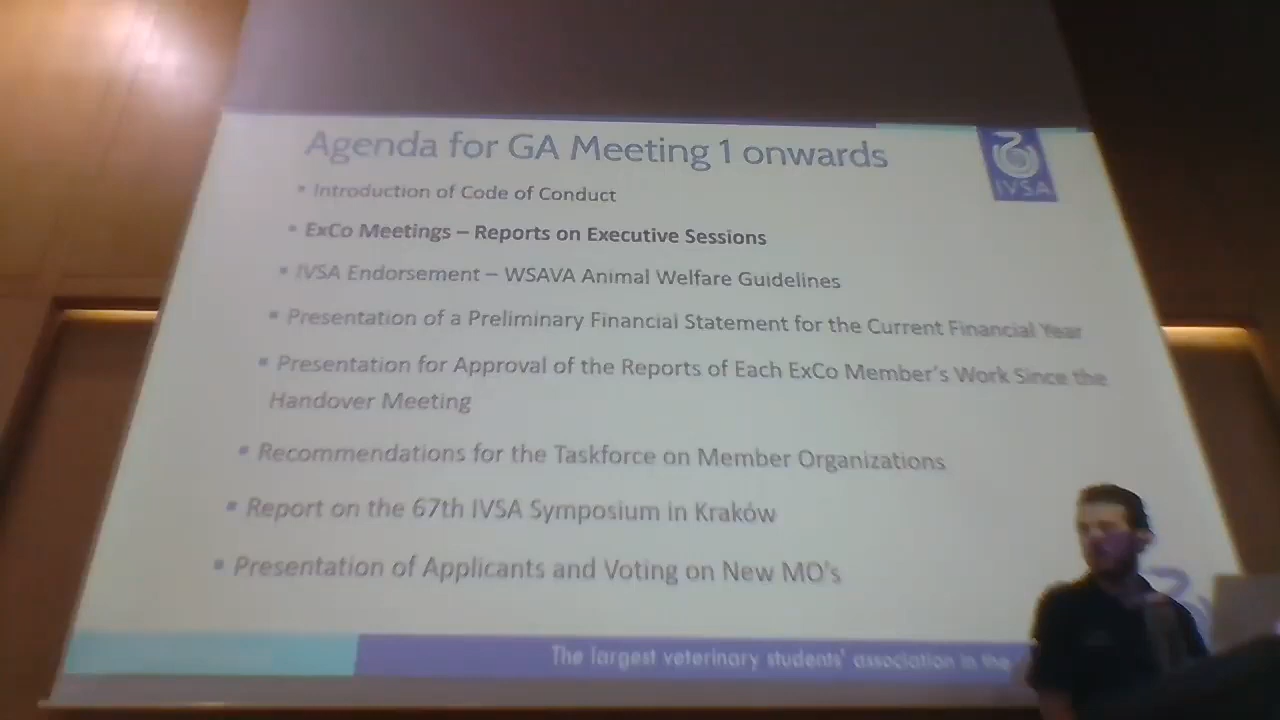 Agenda for GA Meeting 1 onwards
IVSA
▪ Introduction of Code of Conduct
▪ ExCo Meetings – Reports on Executive Sessions
▪ IVSA Endorsement – WSAVA Animal Welfare Guidelines
▪ Presentation of a Preliminary Financial Statement for the Current Financial Year
▪ Presentation for Approval of the Reports of Each ExCo Member's Work Since the
Handover Meeting
▪ Recommendations for the Taskforce on Member Organizations
▪ Report on the 67th IVSA Symposium in Kraków
▪ Presentation of Applicants and Voting on New MO's
The largest veterinary students' association in the